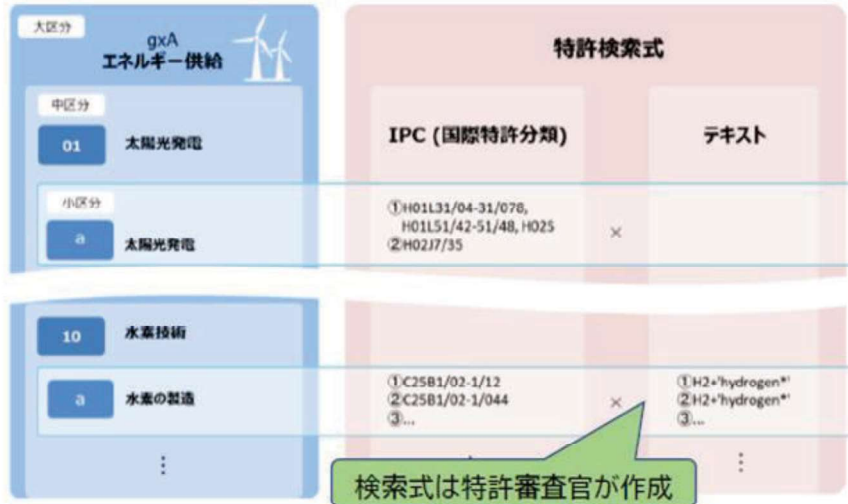 大区分
gxA
エネルギー供給
特許検索式
中区分
01
太陽光発電
IPC (国際特許分類)
テキスト
小区分
a
太陽光発電
①H01L31/04-31/078,
H01L51/42-51/48, H02S
②H02J7/35
×
10
水素技術
a
水素の製造
①C25B1/02-1/12
②C25B1/02-1/044
③...
×
①H2+'hydrogen*'
②H2+'hydrogen*'
③...
⋮
⋮
検索式は特許審査官が作成